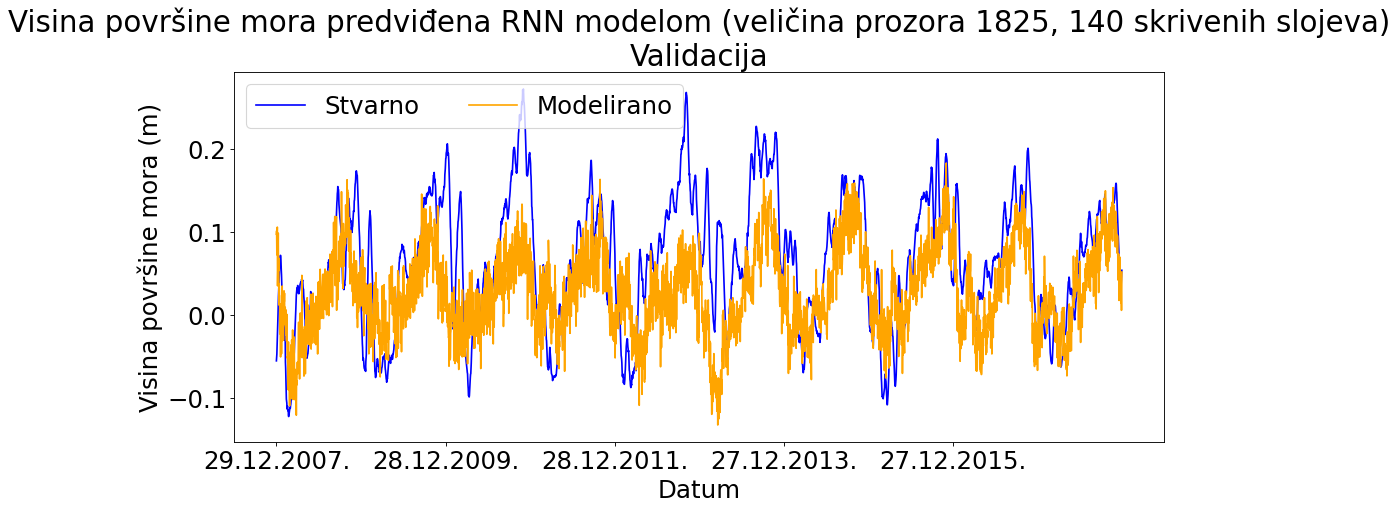 Visina površine mora predviđena RNN modelom (veličina prozora 1825, 140 skrivenih slojeva)
Validacija
Stvarno Modelirano
Visina površine mora (m)
0.2
0.1
0.0
−0.1
29.12.2007. 28.12.2009. 28.12.2011. 27.12.2013. 27.12.2015.
Datum